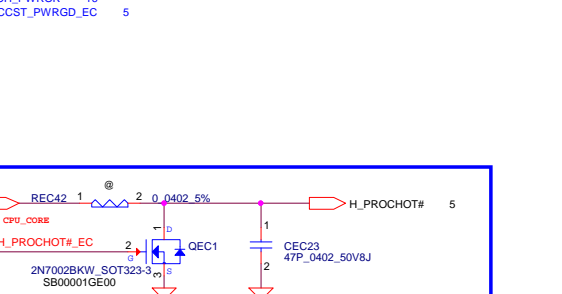 CCST_PWRGD_EC 5
@
REC42 1 2 0_0402_5%
H_PROCHOT# 5
CPU_CORE
1 D
1
H_PROCHOT#_EC 2 G
QEC1
CEC23
47P_0402_50V8J
2N7002BKW_SOT323-3 3 S
2
SB00001GE00